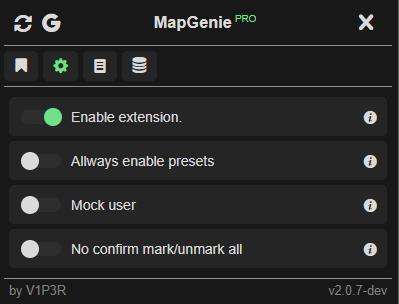 MapGenie PRO
Enable extension.
Allways enable presets
Mock user
No confirm mark/unmark all
by V1P3R v2.0.7-dev